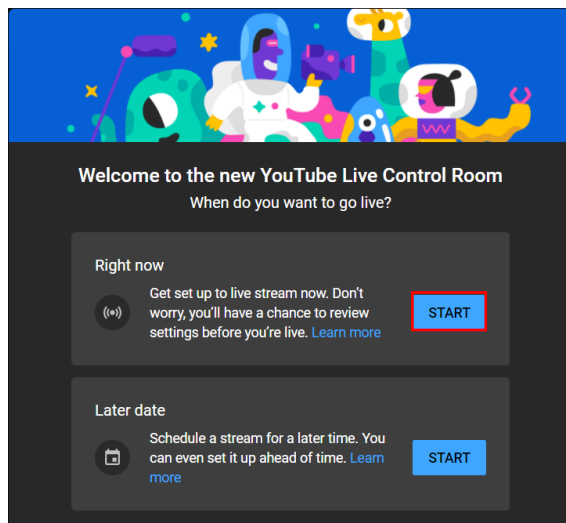 Welcome to the new YouTube Live Control Room
When do you want to go live?
Right now
Get set up to live stream now. Don't
worry, you'll have a chance to review
settings before you're live. Learn more
START
Later date
Schedule a stream for a later time. You
can even set it up ahead of time. Learn
more
START